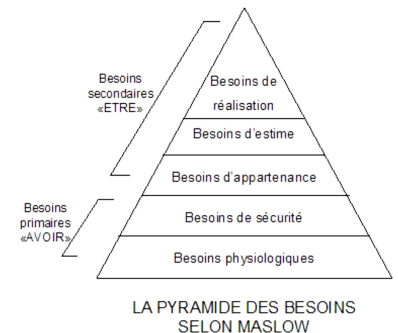 Besoins
secondaires
«ETRE»
Besoins de
réalisation
Besoins d'estime
Besoins d'appartenance
Besoins
primaires
«AVOIR»
Besoins de sécurité
Besoins physiologiques
LA PYRAMIDE DES BESOINS
SELON MASLOW